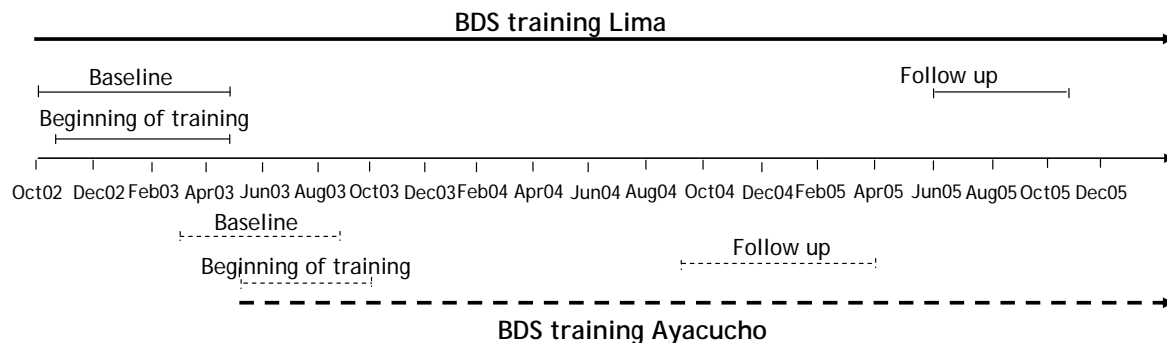 BDS training Lima
Baseline
Follow up
Beginning of training
Oct02 Dec02 Feb03 Apr03 Jun03 Aug03 Oct03 Dec03 Feb04 Apr04 Jun04 Aug04 Oct04 Dec04 Feb05 Apr05 Jun05 Aug05 Oct05 Dec05
Baseline
Follow up
Beginning of training
BDS training Ayacucho